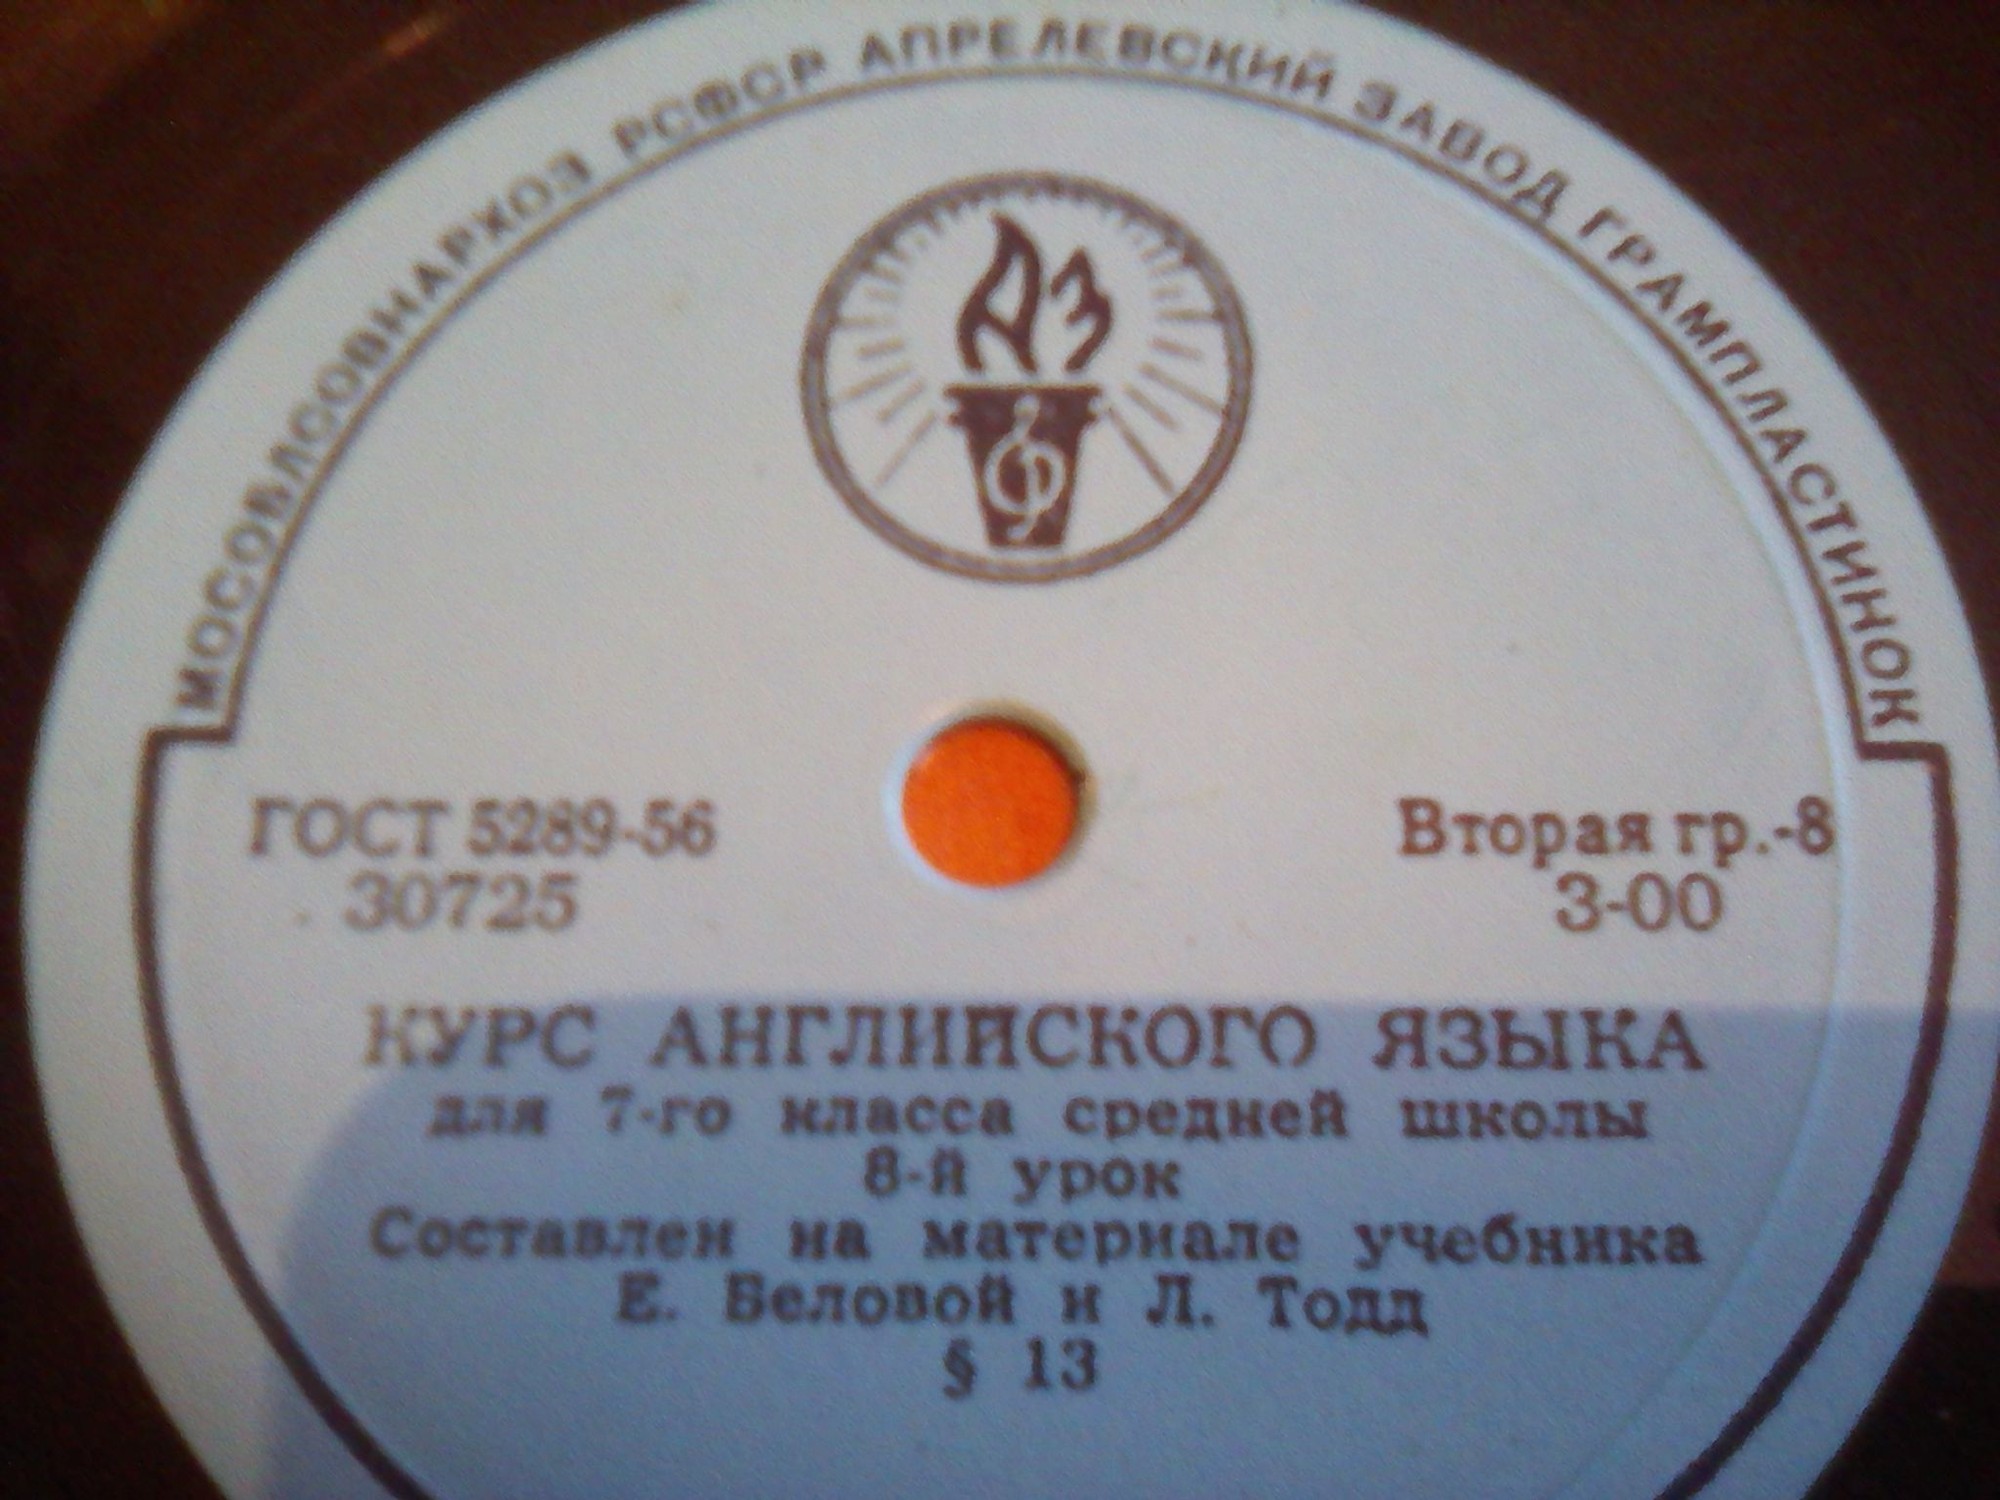 МОСОБЛСОВНАРХОЗ РСФСР АПРЕЛЕВСКИЙ ЗАВОД ГРАМПЛАСТИНОК
АЗ
ГОСТ 5289-56
30725
Вторая гр.-8
3-00
КУРС АНГЛИЙСКОГО ЯЗЫКА
для 7-го класса средней школы
8-й урок
Составлен на материале учебника
Е. Беловой и Л. Тодд
§ 13